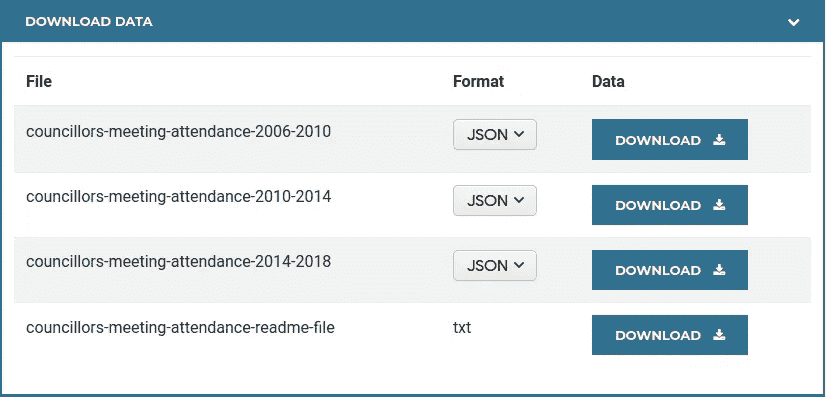 DOWNLOAD DATA
File Format Data
councillors-meeting-attendance-2006-2010 JSON DOWNLOAD
councillors-meeting-attendance-2010-2014 JSON DOWNLOAD
councillors-meeting-attendance-2014-2018 JSON DOWNLOAD
councillors-meeting-attendance-readme-file txt DOWNLOAD